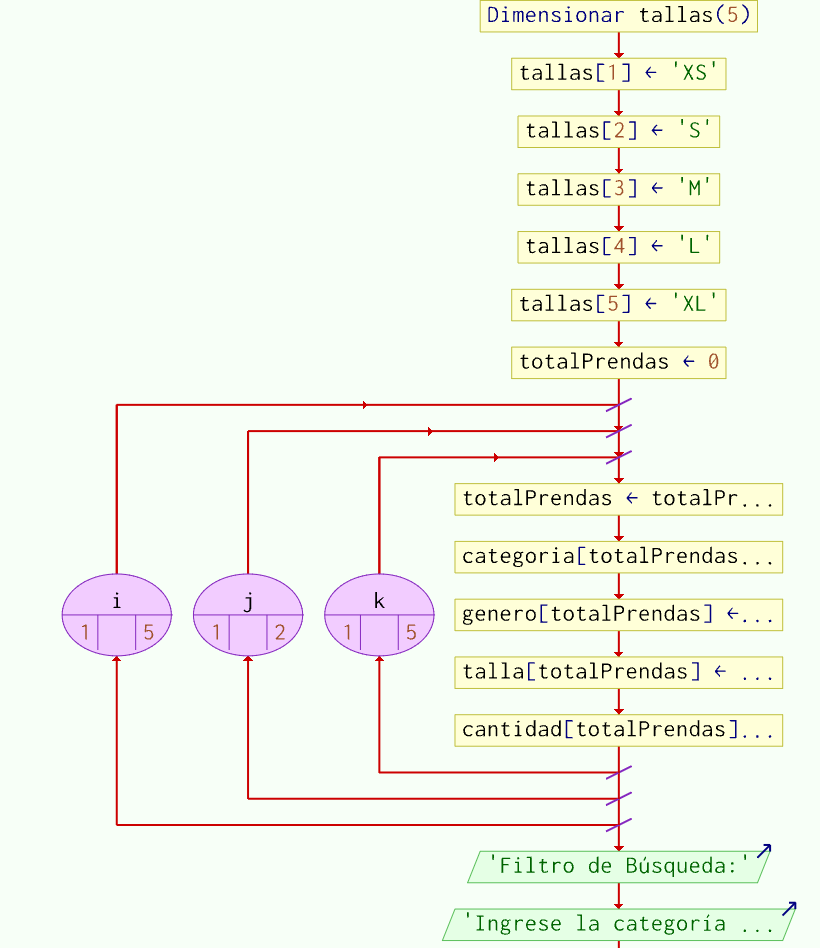 Dimensionar tallas(5)
tallas[1] ← 'XS'
tallas[2] ← 'S'
tallas[3] ← 'M'
tallas[4] ← 'L'
tallas[5] ← 'XL'
totalPrendas ← 0
totalPrendas ← totalPr...
categoria[totalPrendas...
i
1 5
j
1 2
k
1 5
genero[totalPrendas] ←...
talla[totalPrendas] ← ...
cantidad[totalPrendas]...
'Filtro de Búsqueda:'
'Ingrese la categoría ...